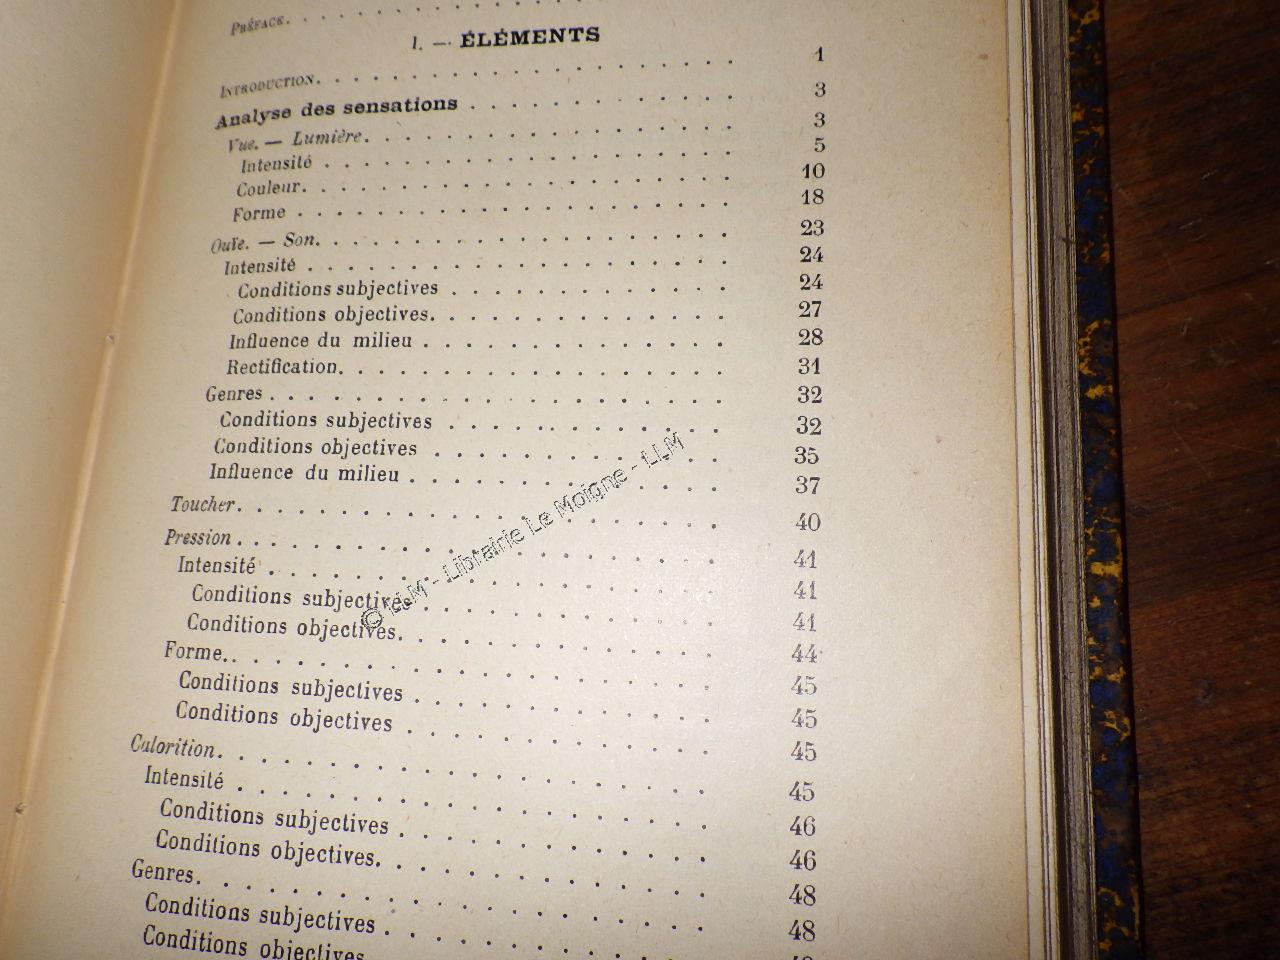 PRÉFACE.
I. — ÉLÉMENTS
INTRODUCTION. 1
Analyse des sensations 3
Vue. — Lumière. 3
Intensité 5
Couleur. 10
Forme 18
Ouïe. — Son. 23
Intensité 24
Conditions subjectives 24
Conditions objectives. 27
Influence du milieu 28
Rectification. 31
Genres 32
Conditions subjectives 32
Conditions objectives 35
Influence du milieu 37
Toucher. 40
Pression 41
Intensité 41
Conditions subjectives 41
Conditions objectives. 44
Forme. 45
Conditions subjectives 45
Conditions objectives 45
Calorition. 45
Intensité 46
Conditions subjectives 46
Conditions objectives. 48
Genres. 48
Conditions subjectives
Conditions objectives
© LLM - Librairie Le Moigne - LLM